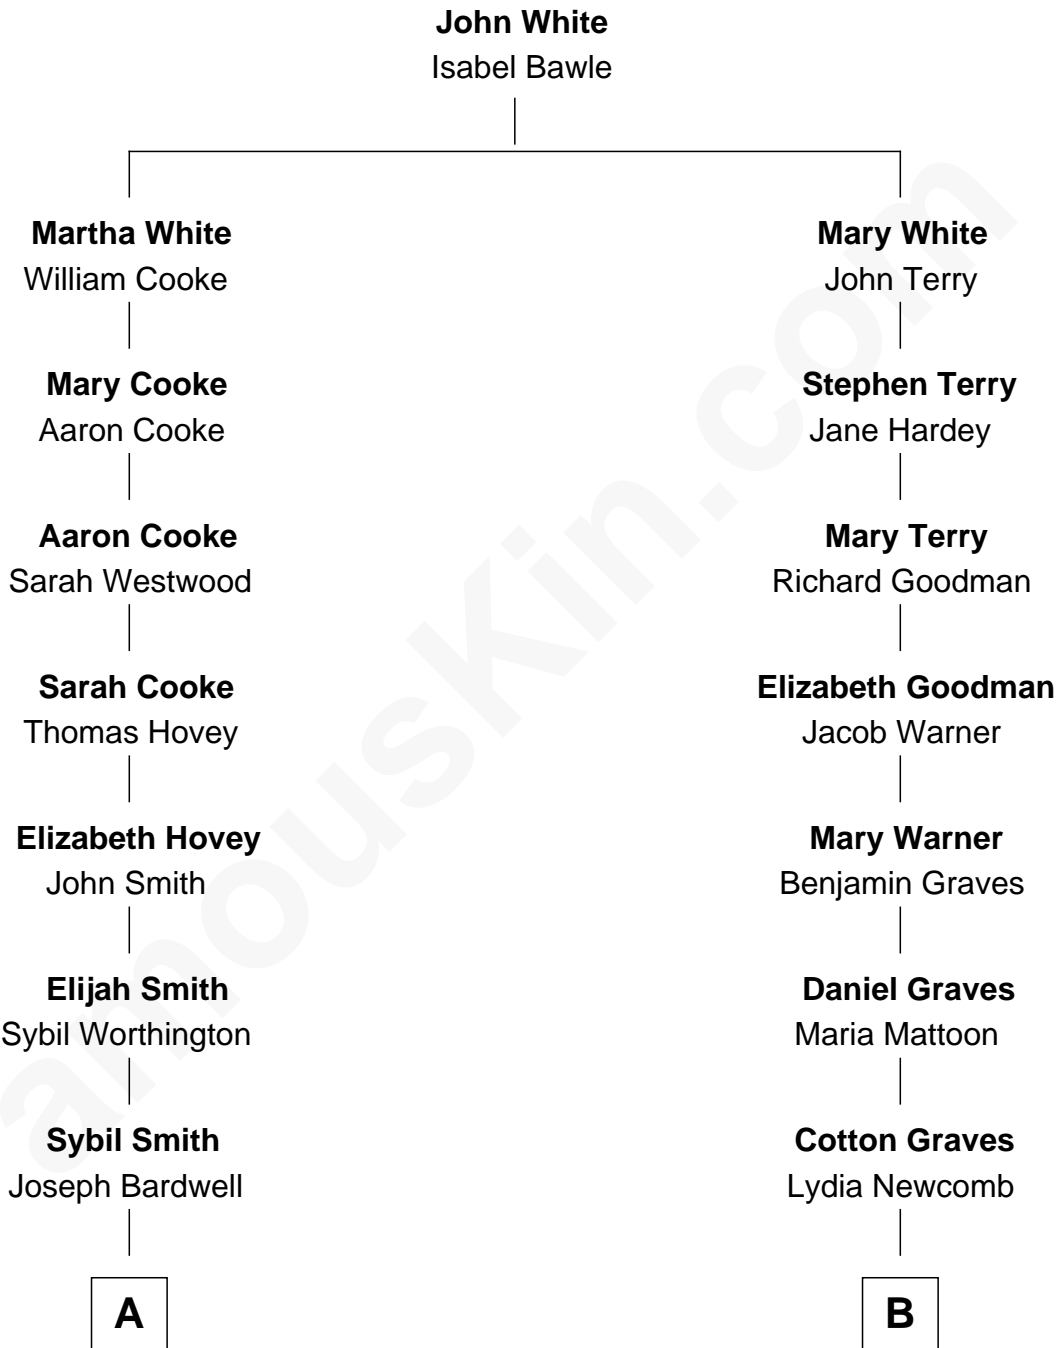 John White
Isabel Bawle
Martha White
William Cooke
Mary White
John Terry
Mary Cooke
Aaron Cooke
Stephen Terry
Jane Hardey
Aaron Cooke
Sarah Westwood
Mary Terry
Richard Goodman
Sarah Cooke
Thomas Hovey
Elizabeth Goodman
Jacob Warner
Elizabeth Hovey
John Smith
Mary Warner
Benjamin Graves
Elijah Smith
Sybil Worthington
Daniel Graves
Maria Mattoon
Sybil Smith
Joseph Bardwell
Cotton Graves
Lydia Newcomb
A
B
amousKin.com